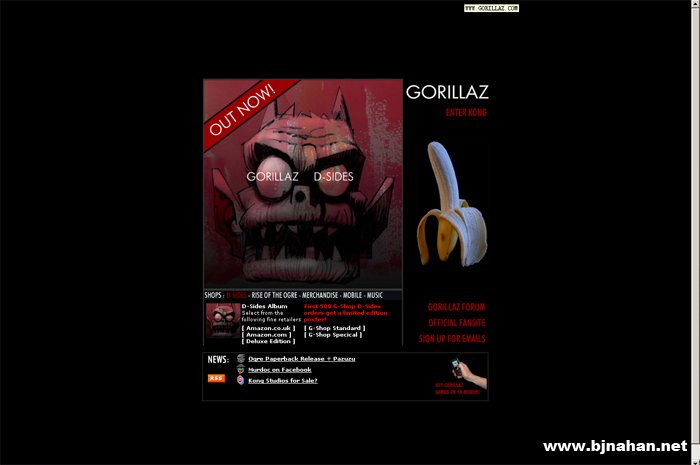 WWW.GORILLAZ.COM
OUT NOW!
GORILLAZ D-SIDES
GORILLAZ
ENTER KONG
SHOPS : D-SIDES - RISE OF THE OGRE - MERCHANDISE - MOBILE - MUSIC
D-Sides Album
Select from the
following fine retailers
[ Amazon.co.uk ]
[ Amazon.com ]
[ Deluxe Edition ]
First 500 G-Shop D-Sides
orders get a limited edition
poster!
[ G-Shop Standard ]
[ G-Shop Specical ]
GORILLAZ FORUM
OFFICIAL FANSITE
SIGN UP FOR EMAILS
NEWS:
RSS
Ogre Paperback Release + Pazuzu
Murdoc on Facebook
Kong Studios for Sale?
GET GORILLAZ
GAMES ON
www.bjnahan.net